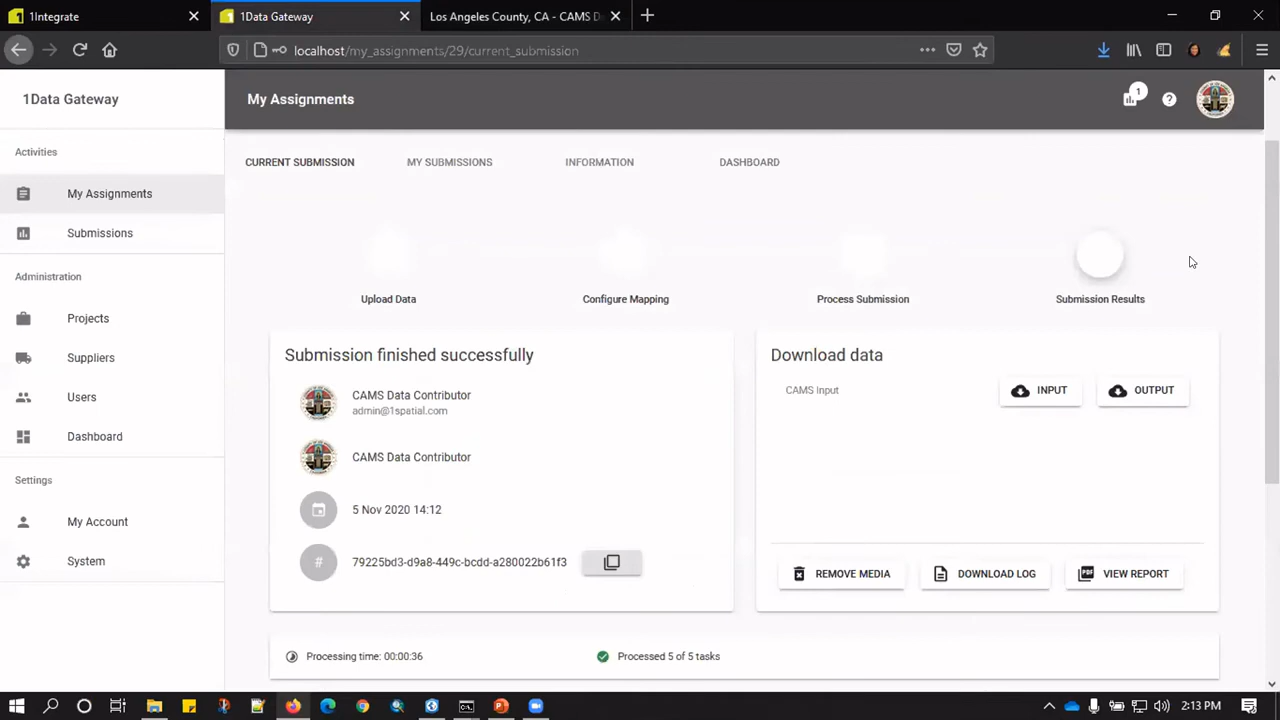 1Integrate
1Data Gateway
Los Angeles County, CA - CAMS D
localhost/my_assignments/29/current_submission
1Data Gateway
My Assignments
1
Activities
CURRENT SUBMISSION
MY SUBMISSIONS
INFORMATION
DASHBOARD
My Assignments
Submissions
Administration
Projects
Suppliers
Users
Dashboard
Settings
My Account
System
Upload Data
Configure Mapping
Process Submission
Submission Results
Submission finished successfully
CAMS Data Contributor
admin@1spatial.com
CAMS Data Contributor
5 Nov 2020 14:12
# 79225bd3-d9a8-449c-bcdd-a280022b61f3
Download data
CAMS Input
INPUT
OUTPUT
REMOVE MEDIA
DOWNLOAD LOG
PDF VIEW REPORT
Processing time: 00:00:36
Processed 5 of 5 tasks
2:13 PM